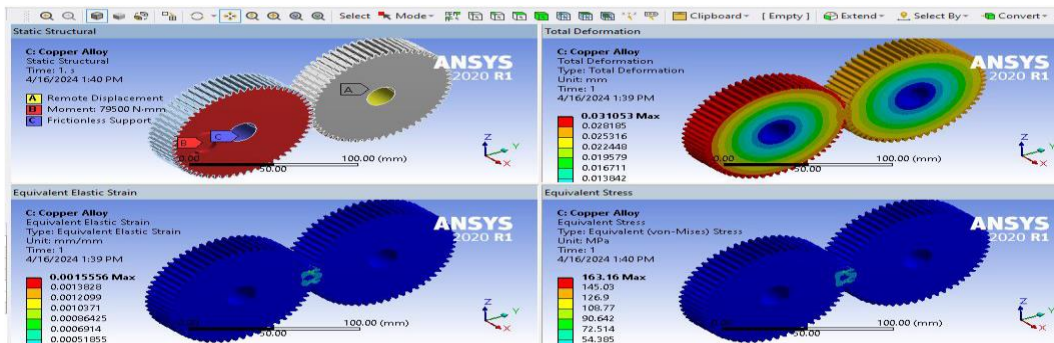 Select Mode Clipboard [ Empty ] Extend Select By Convert
Static Structural
C: Copper Alloy
Static Structural
Time: 1. s
4/16/2024 1:40 PM
A Remote Displacement
B Moment: 79500 N·mm
C Frictionless Support
ANSYS
2020 R1
A
B
C
0.00
50.00
100.00 (mm)
Z
Y
X
Total Deformation
C: Copper Alloy
Total Deformation
Type: Total Deformation
Unit: mm
Time: 1
4/16/2024 1:39 PM
0.031053 Max
0.028185
0.025316
0.022448
0.019579
0.016711
0.013842
ANSYS
2020 R1
0.00
50.00
100.00 (mm)
Z
Y
X
Equivalent Elastic Strain
C: Copper Alloy
Equivalent Elastic Strain
Type: Equivalent Elastic Strain
Unit: mm/mm
Time: 1
4/16/2024 1:39 PM
0.0015556 Max
0.0013828
0.0012099
0.0010371
0.00086425
0.0006914
0.00051855
ANSYS
2020 R1
0.00
50.00
100.00 (mm)
Z
Y
X
Equivalent Stress
C: Copper Alloy
Equivalent Stress
Type: Equivalent (von-Mises) Stress
Unit: MPa
Time: 1
4/16/2024 1:40 PM
163.16 Max
145.03
126.9
108.77
90.642
72.514
54.385
ANSYS
2020 R1
0.00
50.00
100.00 (mm)
Z
Y
X